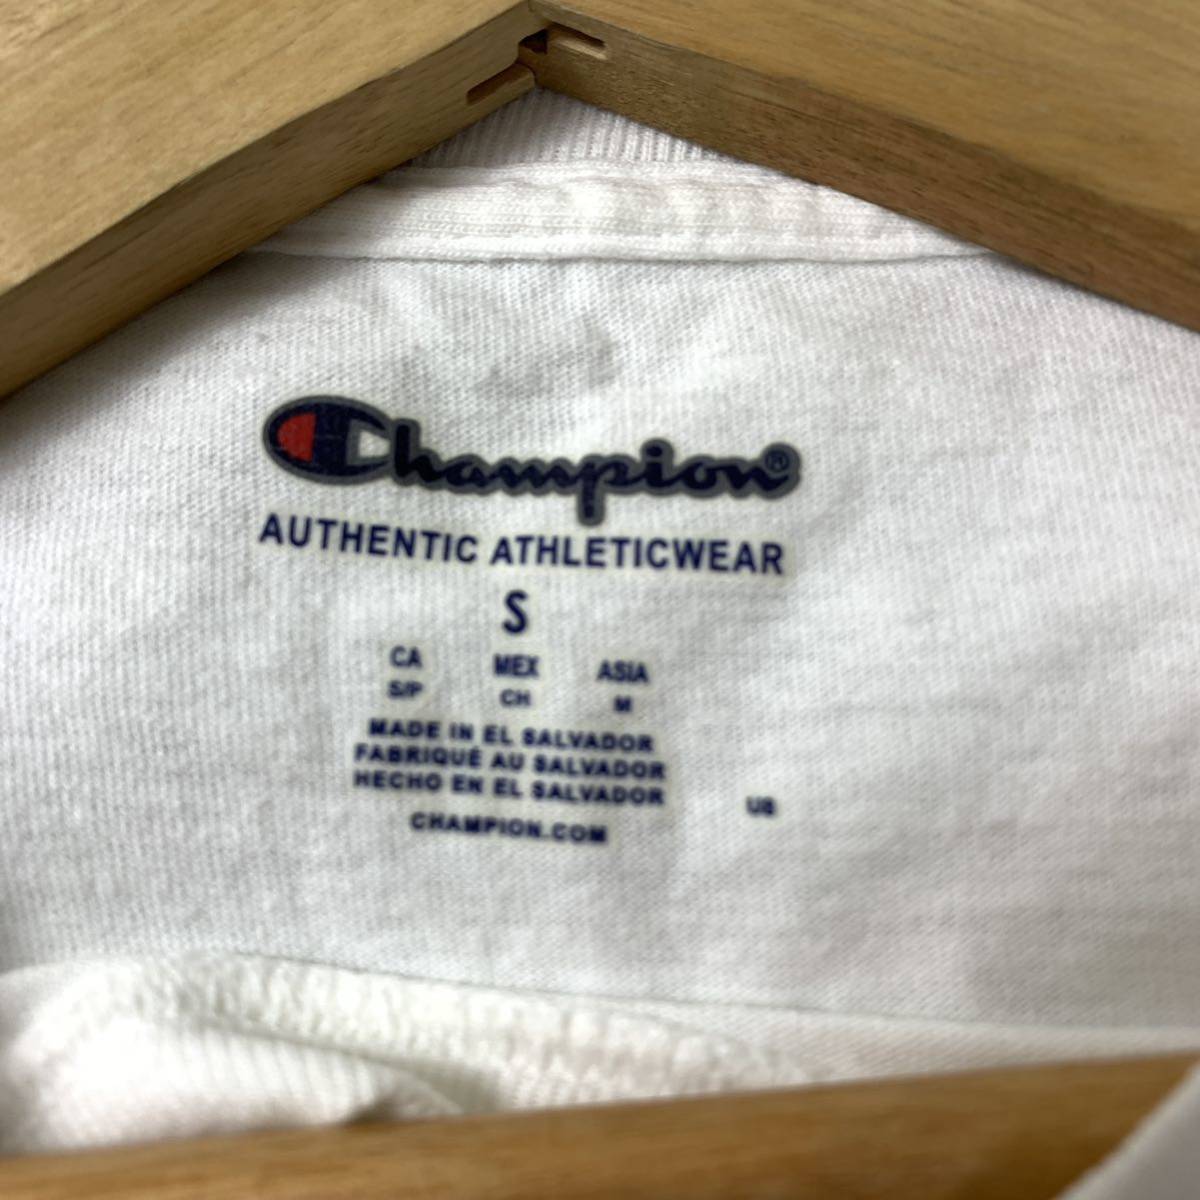 Champion®
AUTHENTIC ATHLETICWEAR
S
CA MEX ASIA
S/P CH M
MADE IN EL SALVADOR
FABRIQUÉ AU SALVADOR
HECHO EN EL SALVADOR
CHAMPION.COM